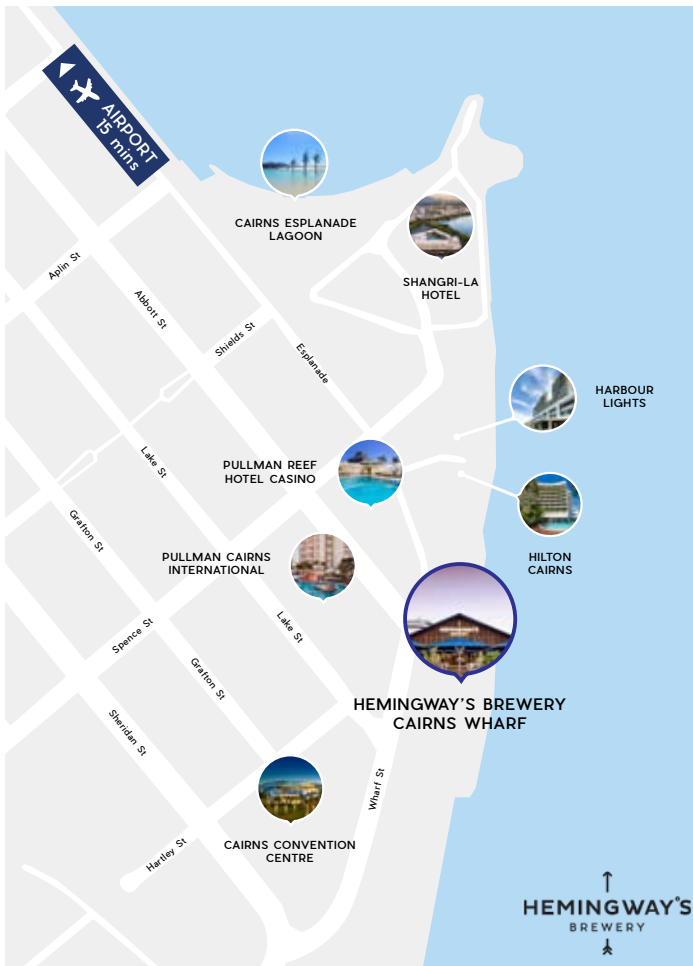 AIRPORT
15 mins
CAIRNS ESPLANADE
LAGOON
SHANGRI-LA
HOTEL
Aplin St
Abbott St
Shields St
Esplanade
HARBOUR
LIGHTS
Lake St
PULLMAN REEF
HOTEL CASINO
Grafton St
PULLMAN CAIRNS
INTERNATIONAL
HILTON
CAIRNS
Spence St
Lake St
Grafton St
HEMINGWAY'S BREWERY
CAIRNS WHARF
Sheridan St
Wharf St
CAIRNS CONVENTION
CENTRE
Hartley St
HEMINGWAY'S
BREWERY